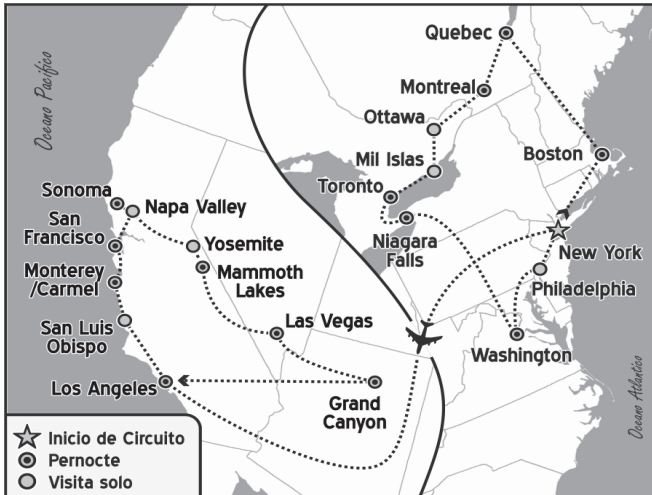 Oceano Pacífico
Quebec
Montreal
Ottawa
Mil Islas
Boston
Toronto
Niagara
Falls
New York
Philadelphia
Washington
Sonoma
Napa Valley
San
Francisco
Yosemite
Monterey
/Carmel
Mammoth
Lakes
San Luis
Obispo
Las Vegas
Los Angeles
Grand
Canyon
Oceano Atlantico
Inicio de Circuito
Pernocte
Visita solo